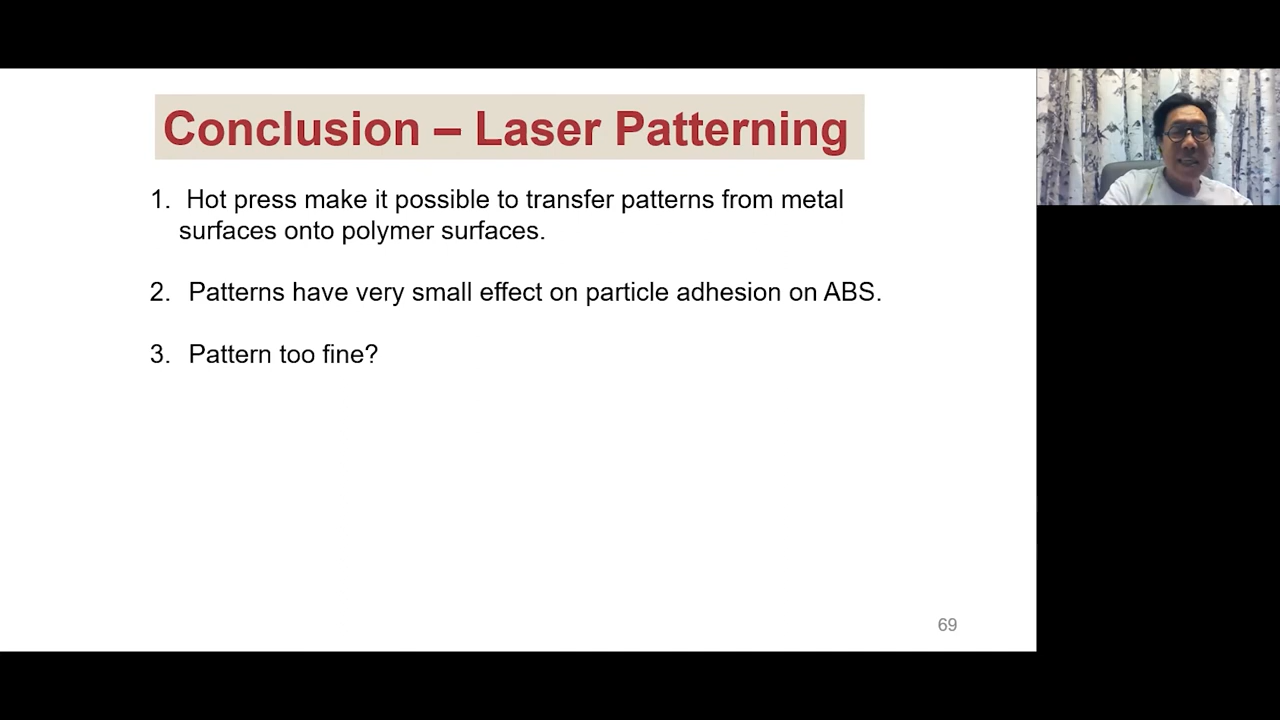 Conclusion – Laser Patterning
1. Hot press make it possible to transfer patterns from metal
surfaces onto polymer surfaces.
2. Patterns have very small effect on particle adhesion on ABS.
3. Pattern too fine?
69